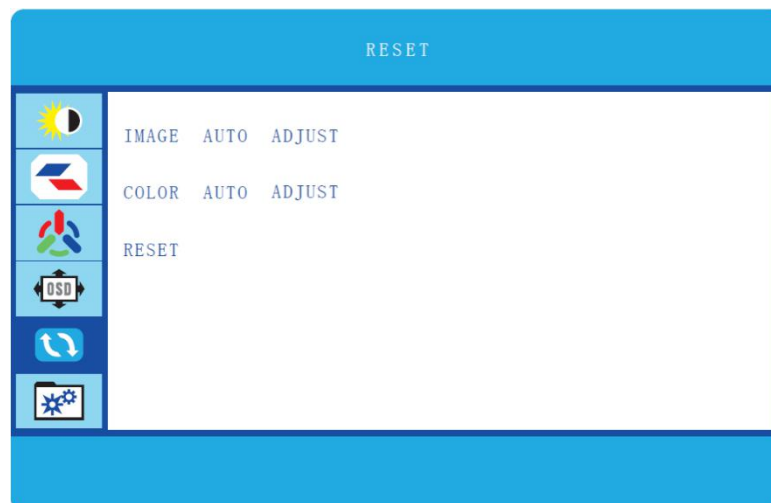 RESET
IMAGE AUTO ADJUST
COLOR AUTO ADJUST
RESET
OSD